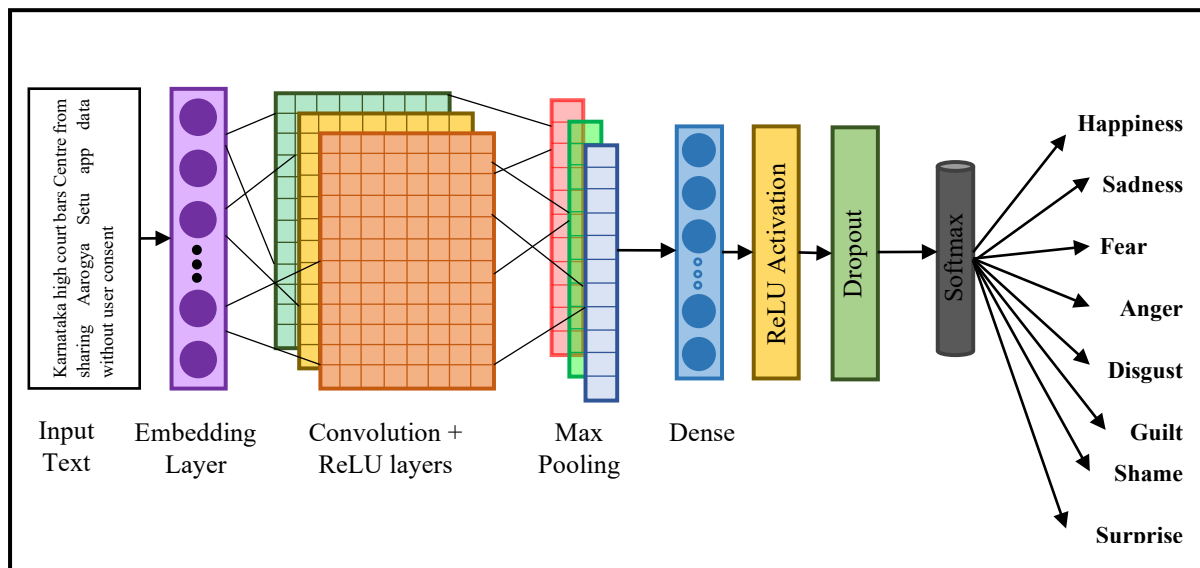 Karnataka high court bars Centre from
sharing Aarogya Setu app data
without user consent
Input
Text
Embedding
Layer
Convolution +
ReLU layers
Max
Pooling
Dense
ReLU Activation
Dropout
Softmax
Happiness
Sadness
Fear
Anger
Disgust
Guilt
Shame
Surprise